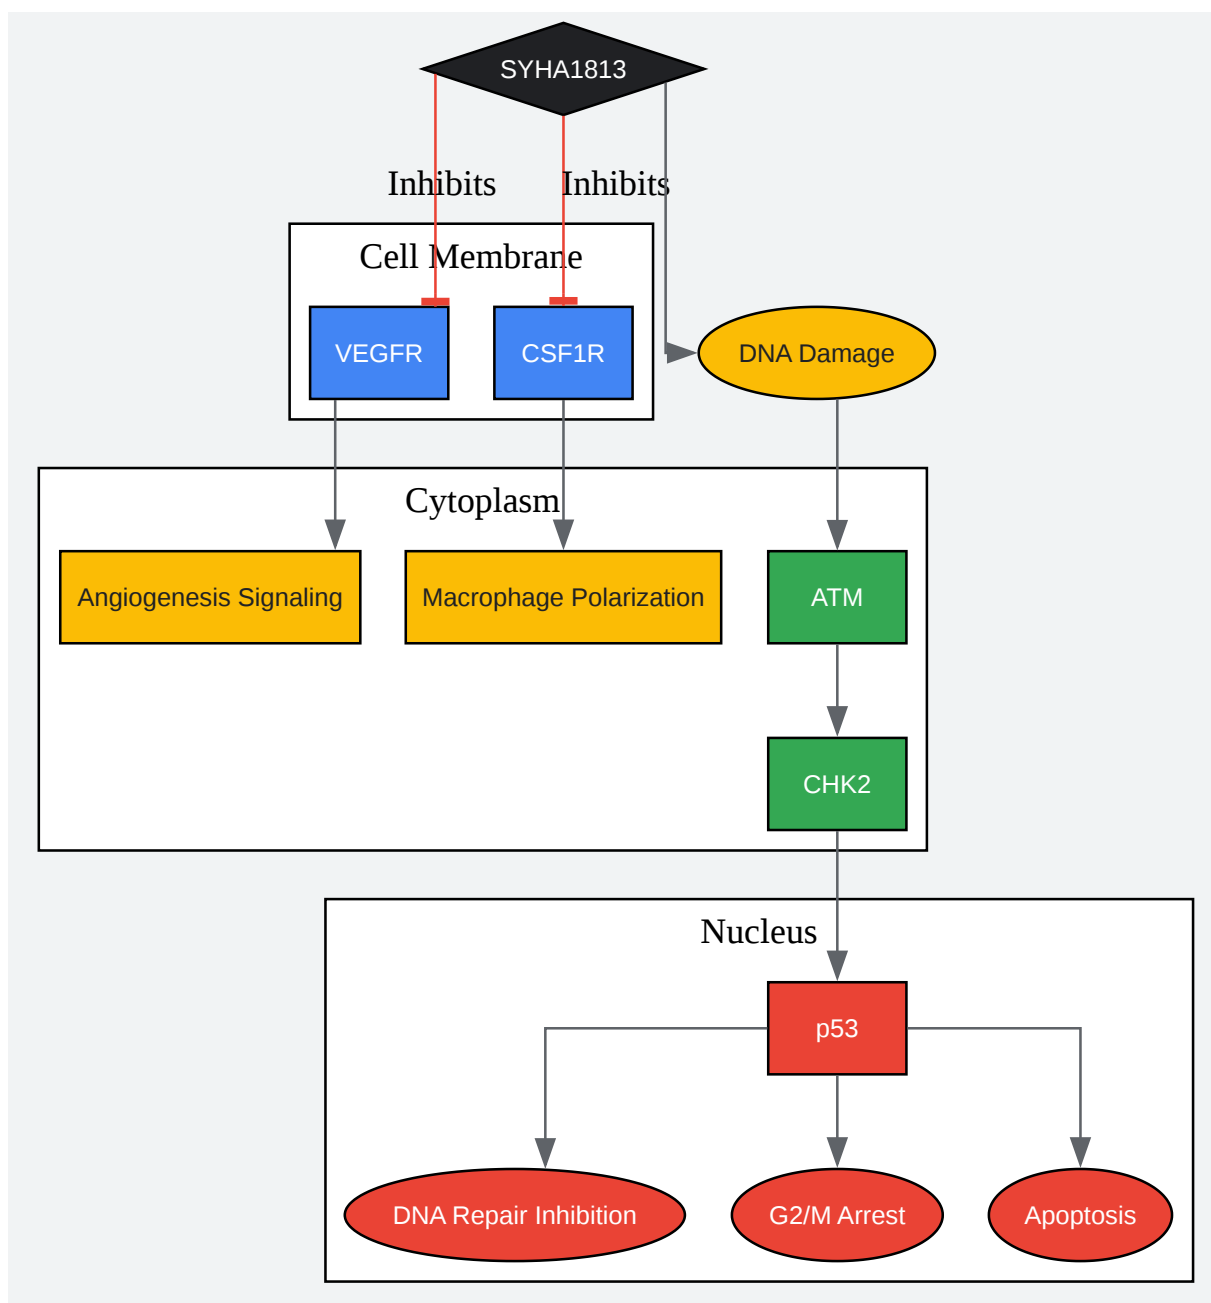 SYHA1813
Inhibits
Inhibits
Cell Membrane
VEGFR
CSF1R
DNA Damage
Cytoplasm
Angiogenesis Signaling
Macrophage Polarization
ATM
CHK2
Nucleus
p53
DNA Repair Inhibition
G2/M Arrest
Apoptosis